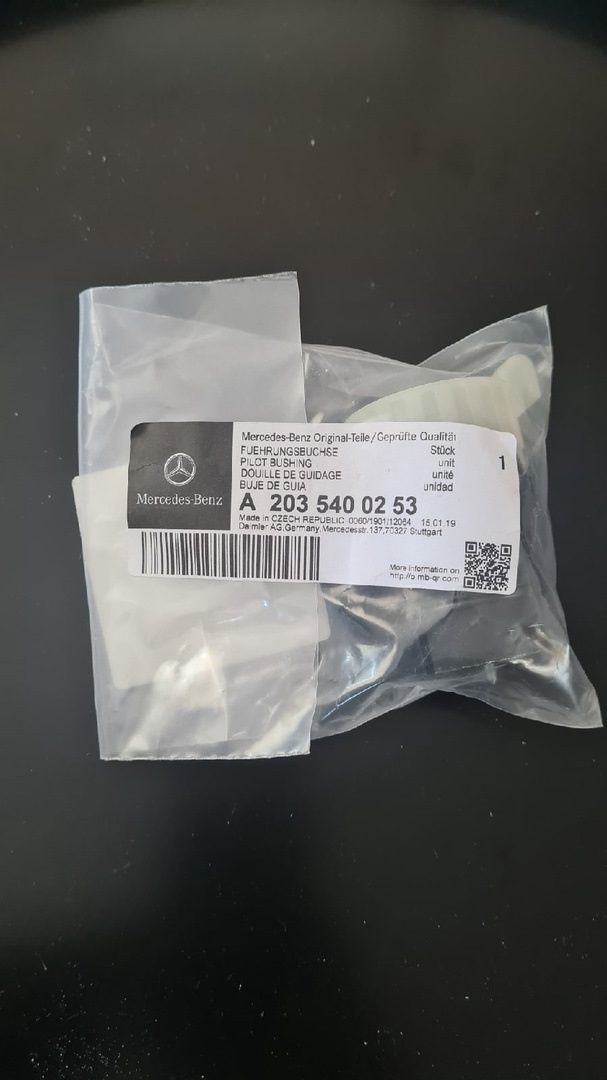 Mercedes-Benz
Mercedes-Benz Original-Teile/Geprüfte Qualität
FUEHRUNGSBUCHSE Stück
PILOT BUSHING unit 1
DOUILLE DE GUIDAGE unité
BUJE DE GUIA unidad
A 203 540 02 53
Made in CZECH REPUBLIC 0060/1901/12064 15.01.19
Daimler AG,Germany,Mercedesstr.137,70327 Stuttgart
More information on
mb-qr.com